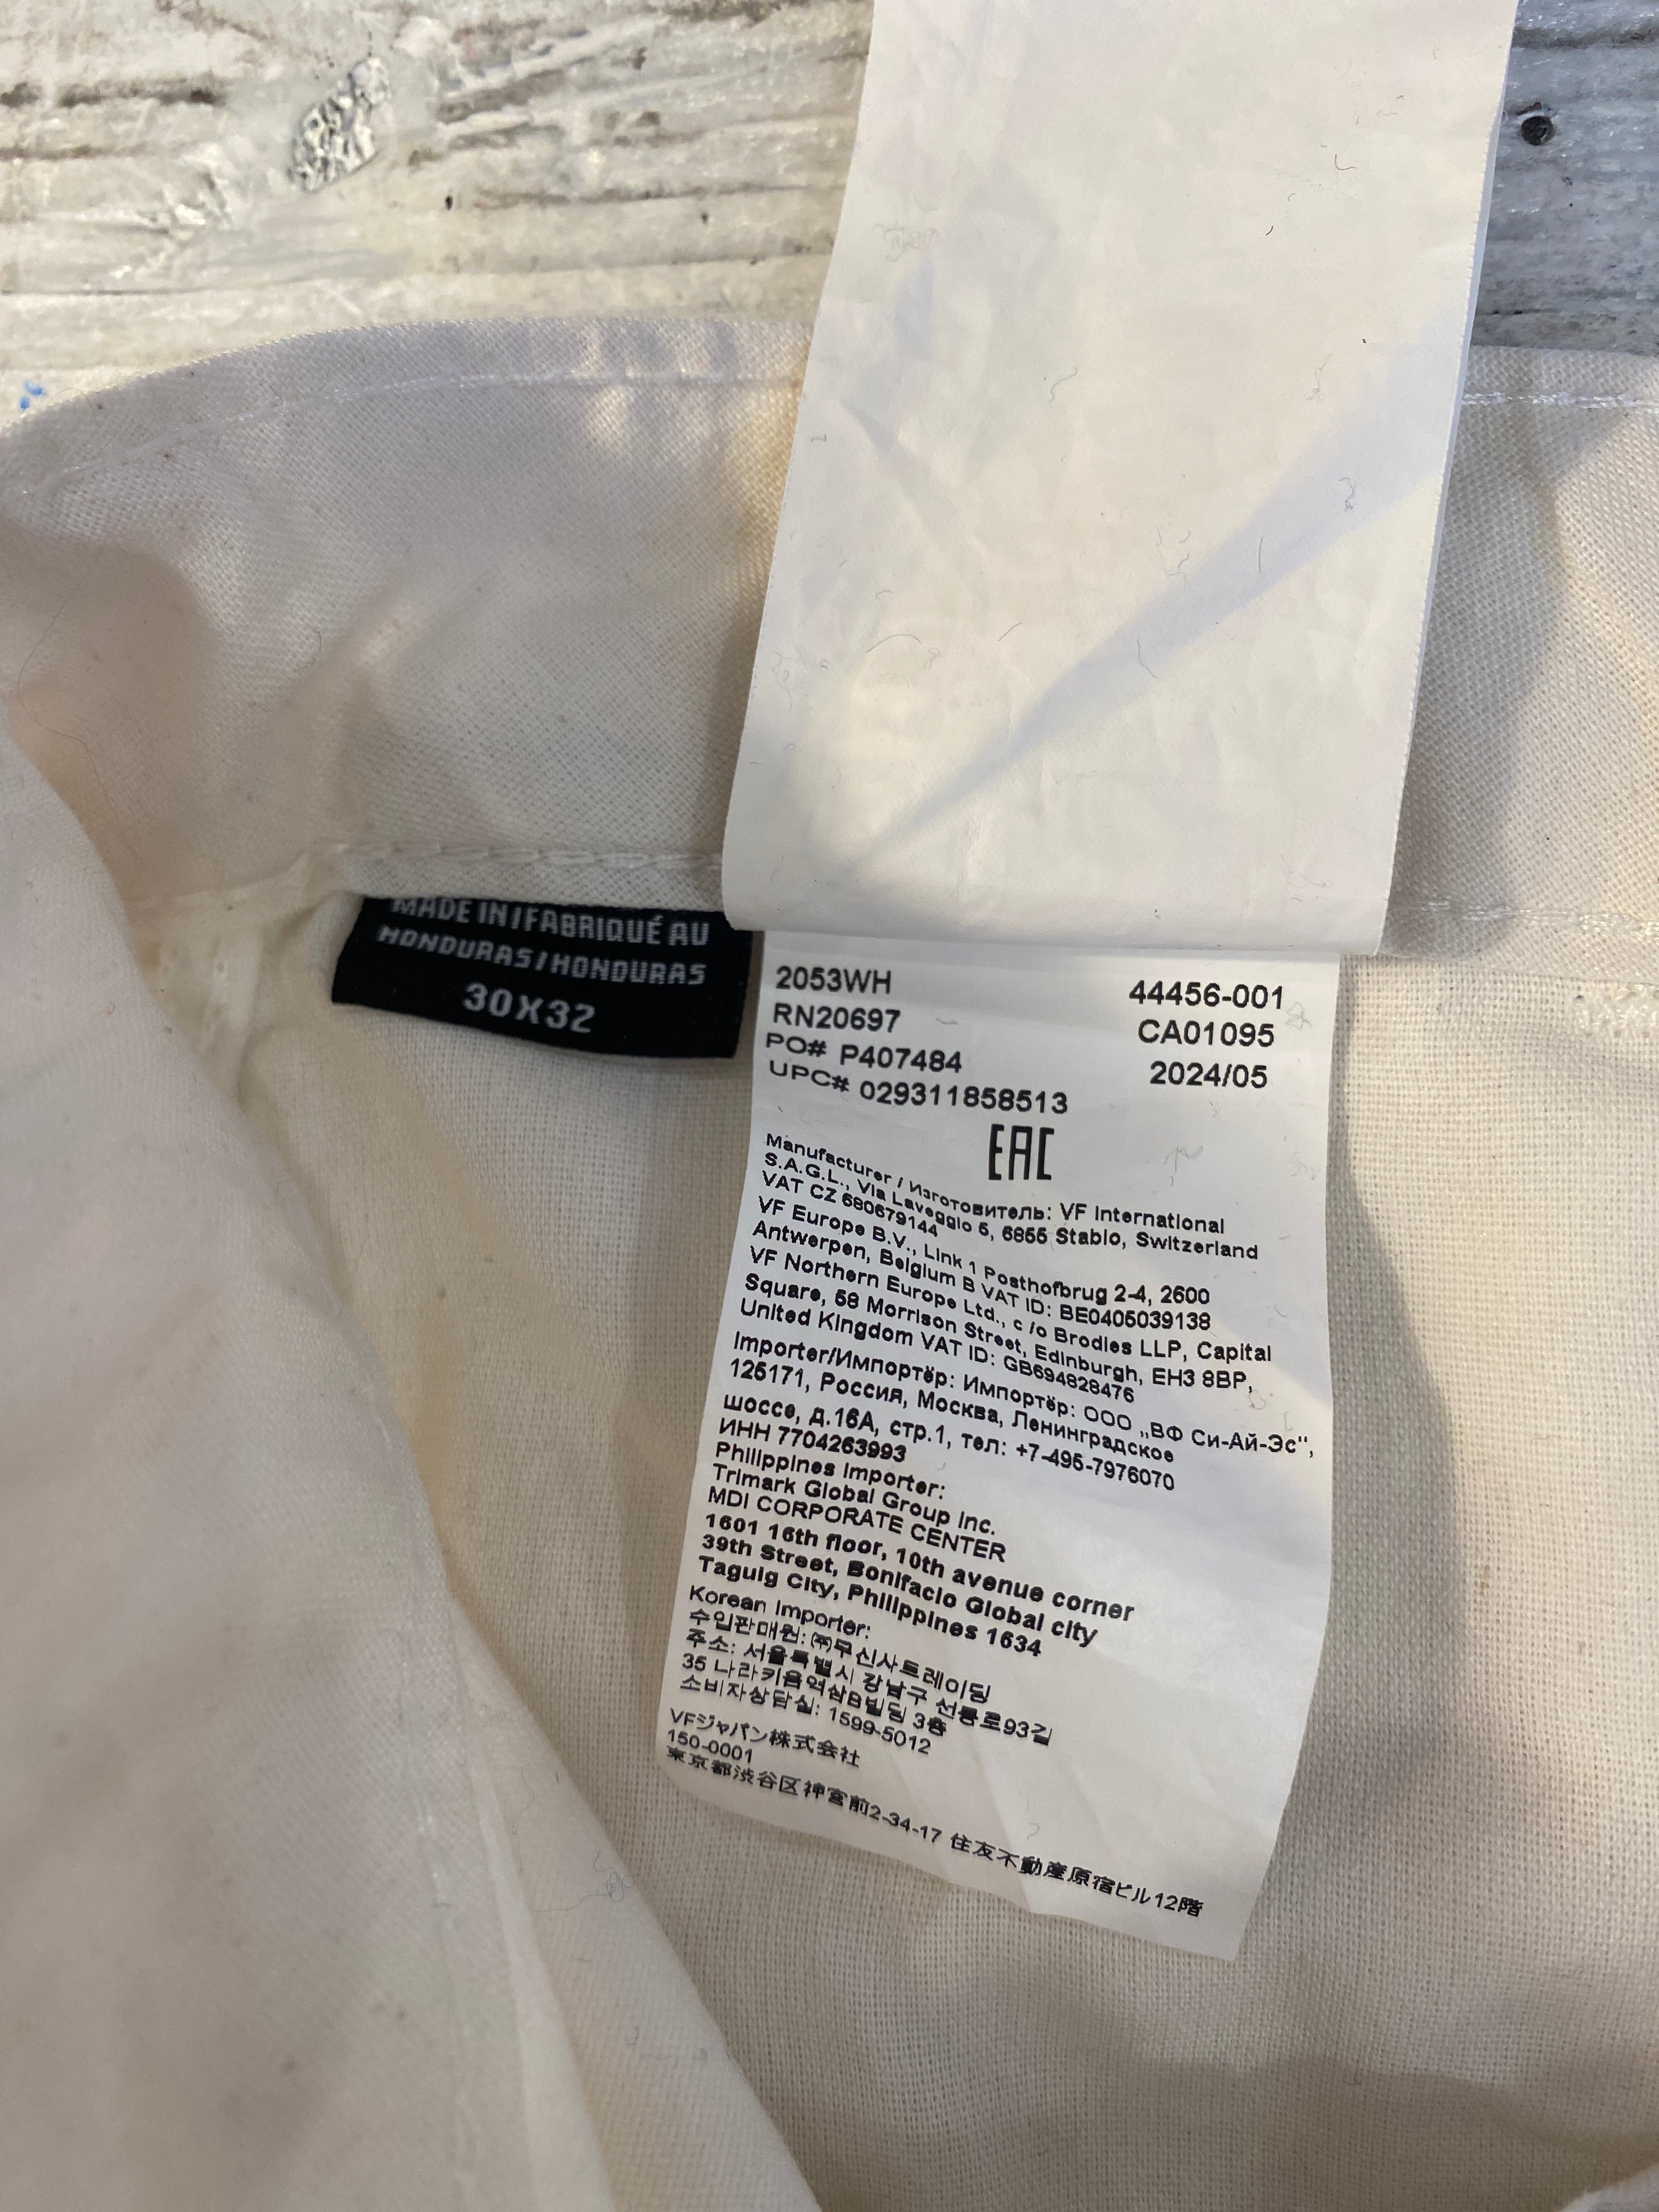 MADE IN / FABRIQUÉ AU
HONDURAS / HONDURAS
30X32
2053WH 44456-001
RN20697 CA01095
PO# P407484 2024/05
UPC# 029311858513
EAC
Manufacturer / Изготовитель: VF International
S.A.G.L., Via Laveggio 5, 6855 Stabio, Switzerland
VAT CZ 680679144
VF Europe B.V., Link 1 Posthofbrug 2-4, 2600
Antwerpen, Belgium B VAT ID: BE0405039138
VF Northern Europe Ltd., c /o Brodies LLP, Capital
Square, 58 Morrison Street, Edinburgh, EH3 8BP,
United Kingdom VAT ID: GB694828476
Importer/Импортёр: Импортёр: ООО „ВФ Си-Ай-Эс'',
125171, Россия, Москва, Ленинградское
шоссе, д.16А, стр.1, тел: +7-495-7976070
ИНН 7704263993
Philippines Importer:
Trimark Global Group Inc.
MDI CORPORATE CENTER
1601 16th floor, 10th avenue corner
39th Street, Bonifacio Global city
Taguig City, Philippines 1634
Korean Importer:
수입판매원: ㈜무신사트레이딩
주소: 서울특별시 강남구 선릉로93길
35 나라키움역삼B빌딩 3층
소비자상담실: 1599-5012
VFジャパン株式会社
150-0001
東京都渋谷区神宮前2-34-17 住友不動産原宿ビル12階